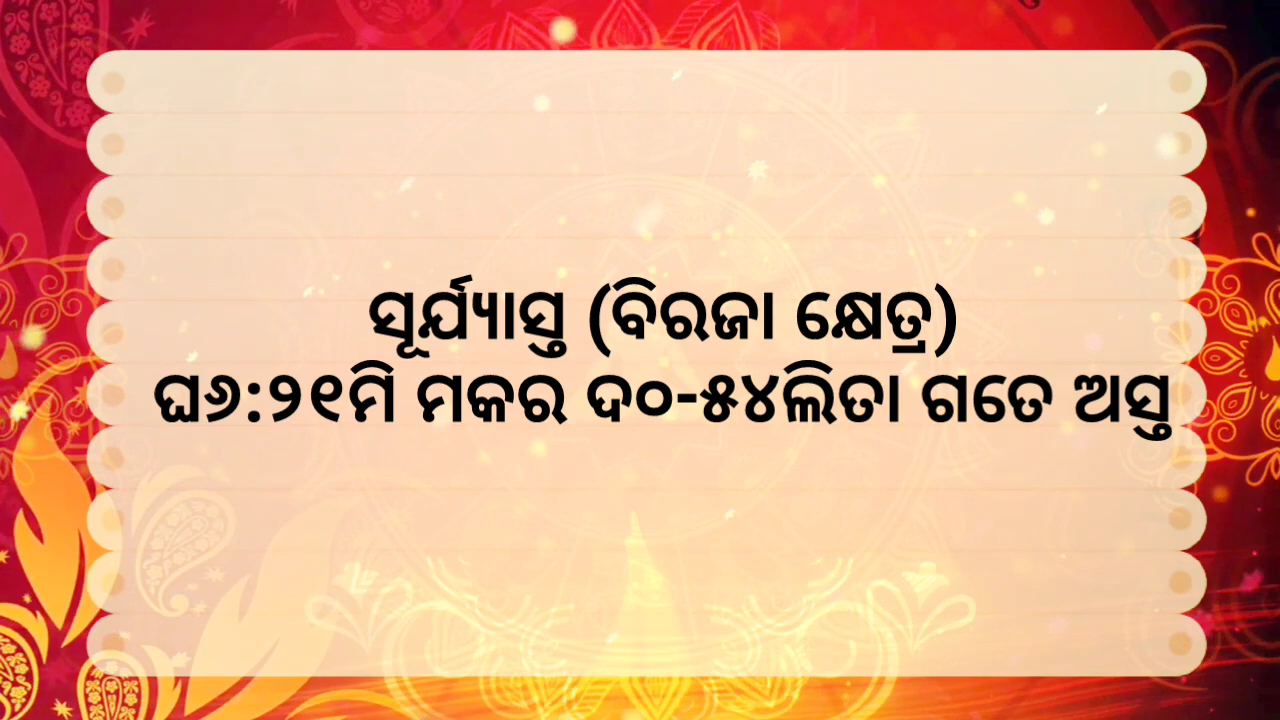 ସୂର୍ଯ୍ୟାସ୍ତ (ବିରଜା କ୍ଷେତ୍ର)
ଘ୬:୨୧ମି ମକର ଦ୦-୫୪ଲିତା ଗତେ ଅସ୍ତ